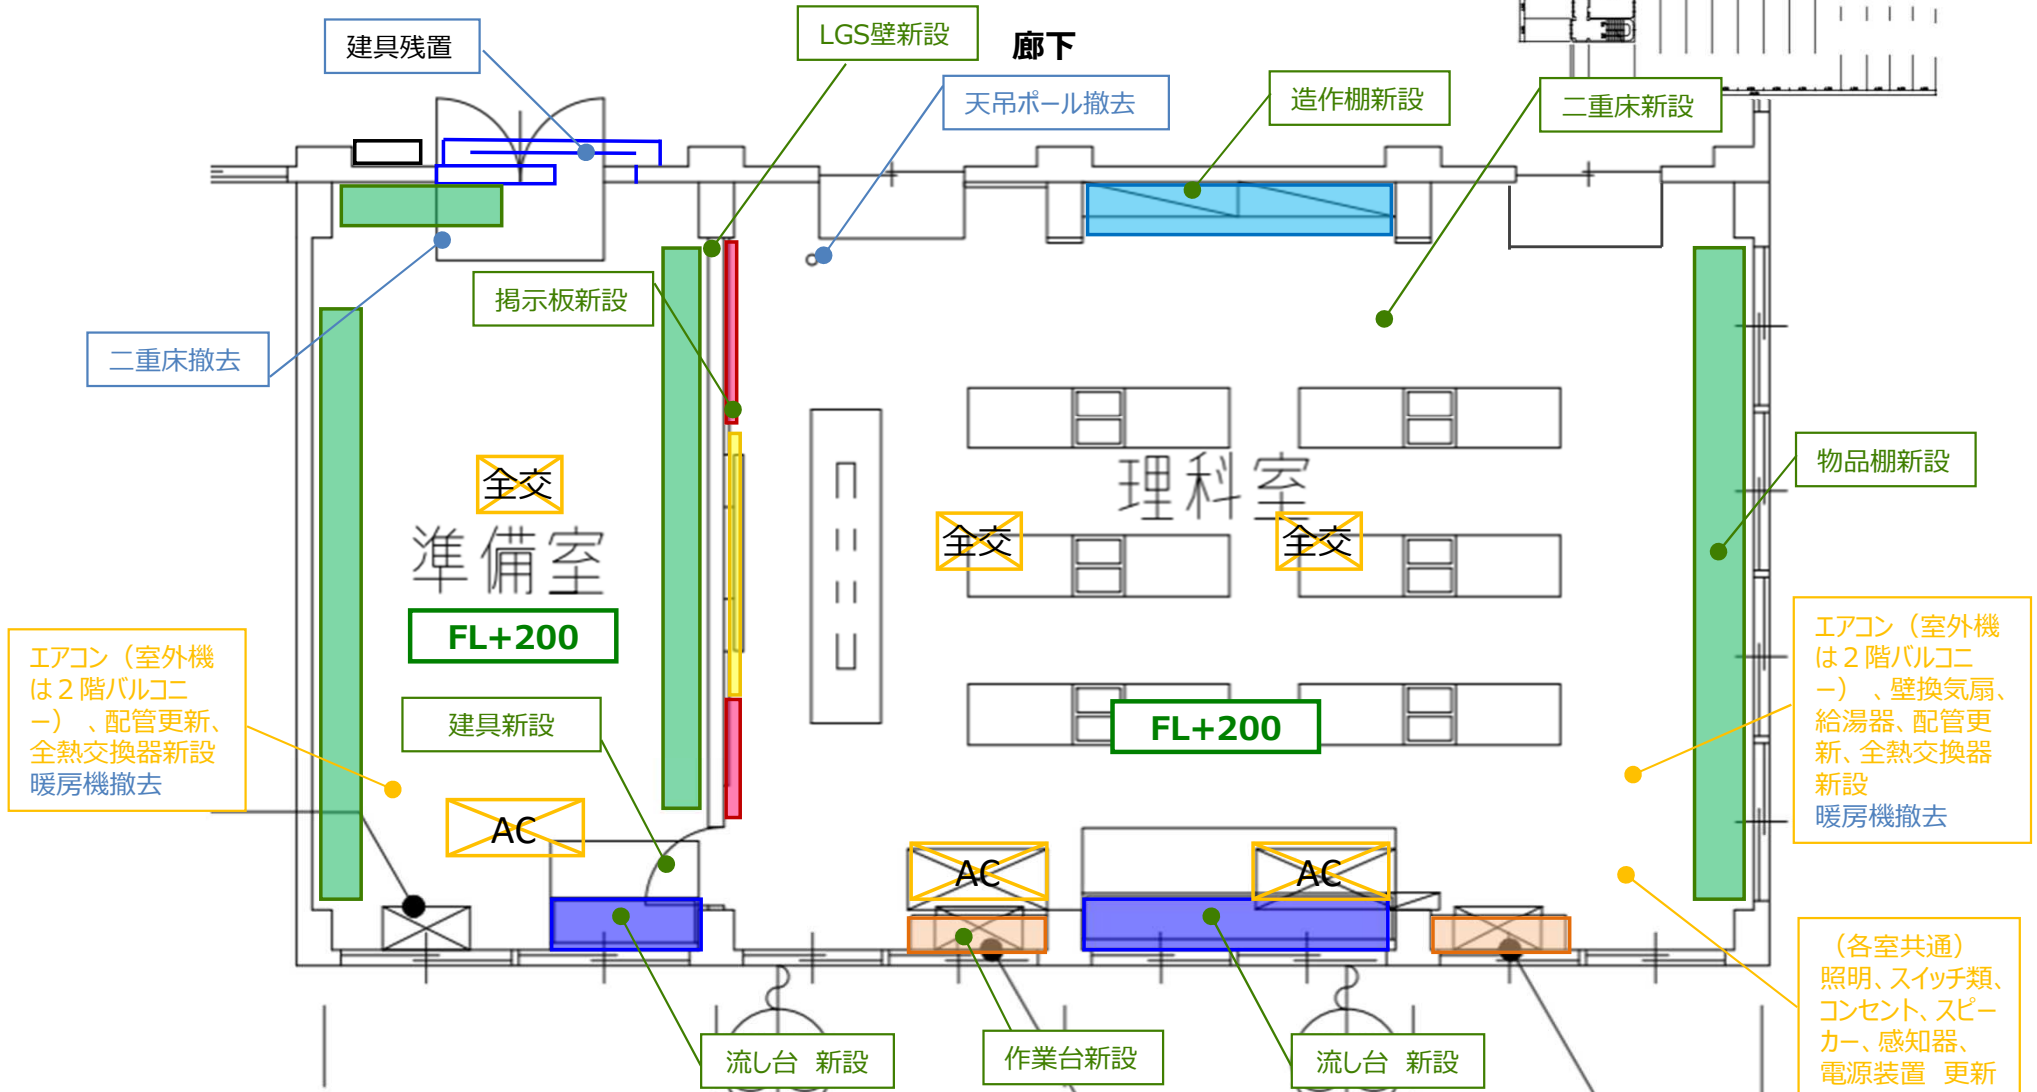 建具残置
LGS壁新設
廊下
天吊ポール撤去
造作棚新設
二重床新設
掲示板新設
二重床撤去
物品棚新設
全交
準備室
FL+200
理科室
全交
全交
FL+200
エアコン（室外機
は２階バルコニ
ー）、配管更新、
全熱交換器新設
暖房機撤去
建具新設
エアコン（室外機
は２階バルコニ
ー）、壁換気扇、
給湯器、配管更
新、全熱交換器
新設
暖房機撤去
AC
AC
AC
流し台　新設
作業台新設
流し台　新設
（各室共通）
照明、スイッチ類、
コンセント、スピー
カー、感知器、
電源装置　更新